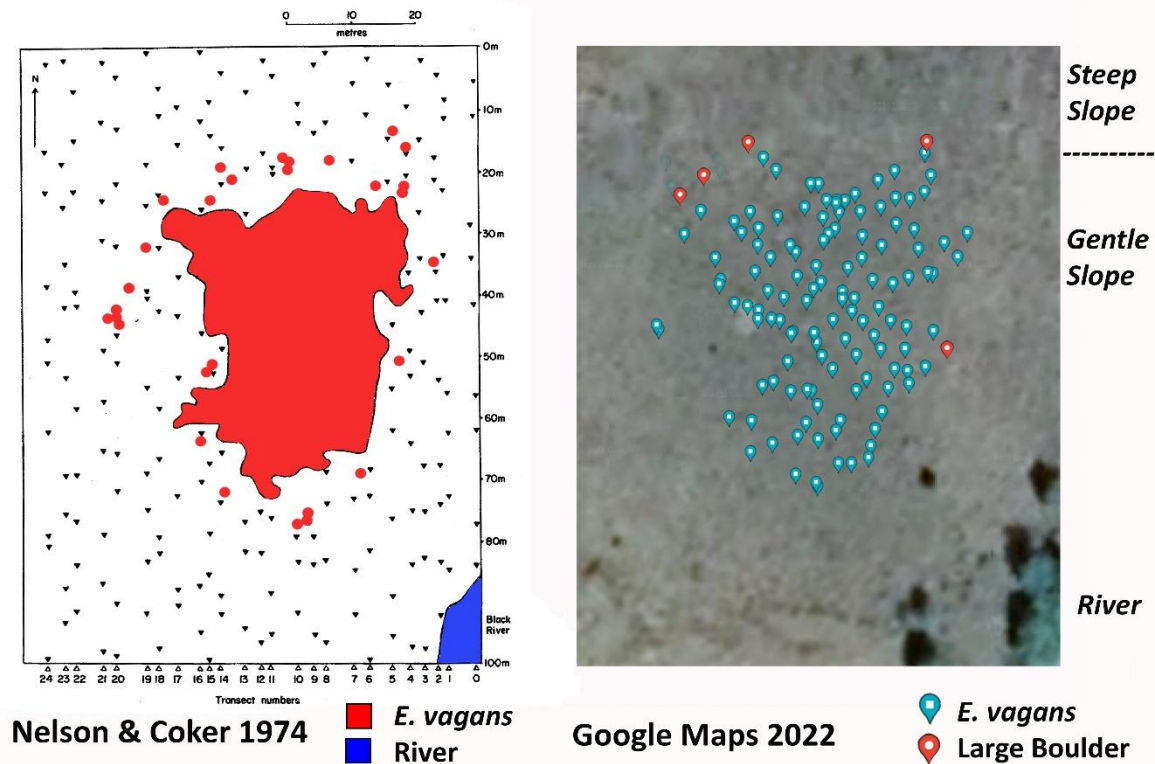 0 10 20
metres
N
0m
10m
20m
30m
40m
50m
60m
70m
80m
Black
River
100m
24 23 22 21 20 19 18 17 16 15 14 13 12 11 10 9 8 7 6 5 4 3 2 1 0
Transect numbers
Nelson & Coker 1974
E. vagans
River
Steep
Slope
Gentle
Slope
River
Google Maps 2022
E. vagans
Large Boulder